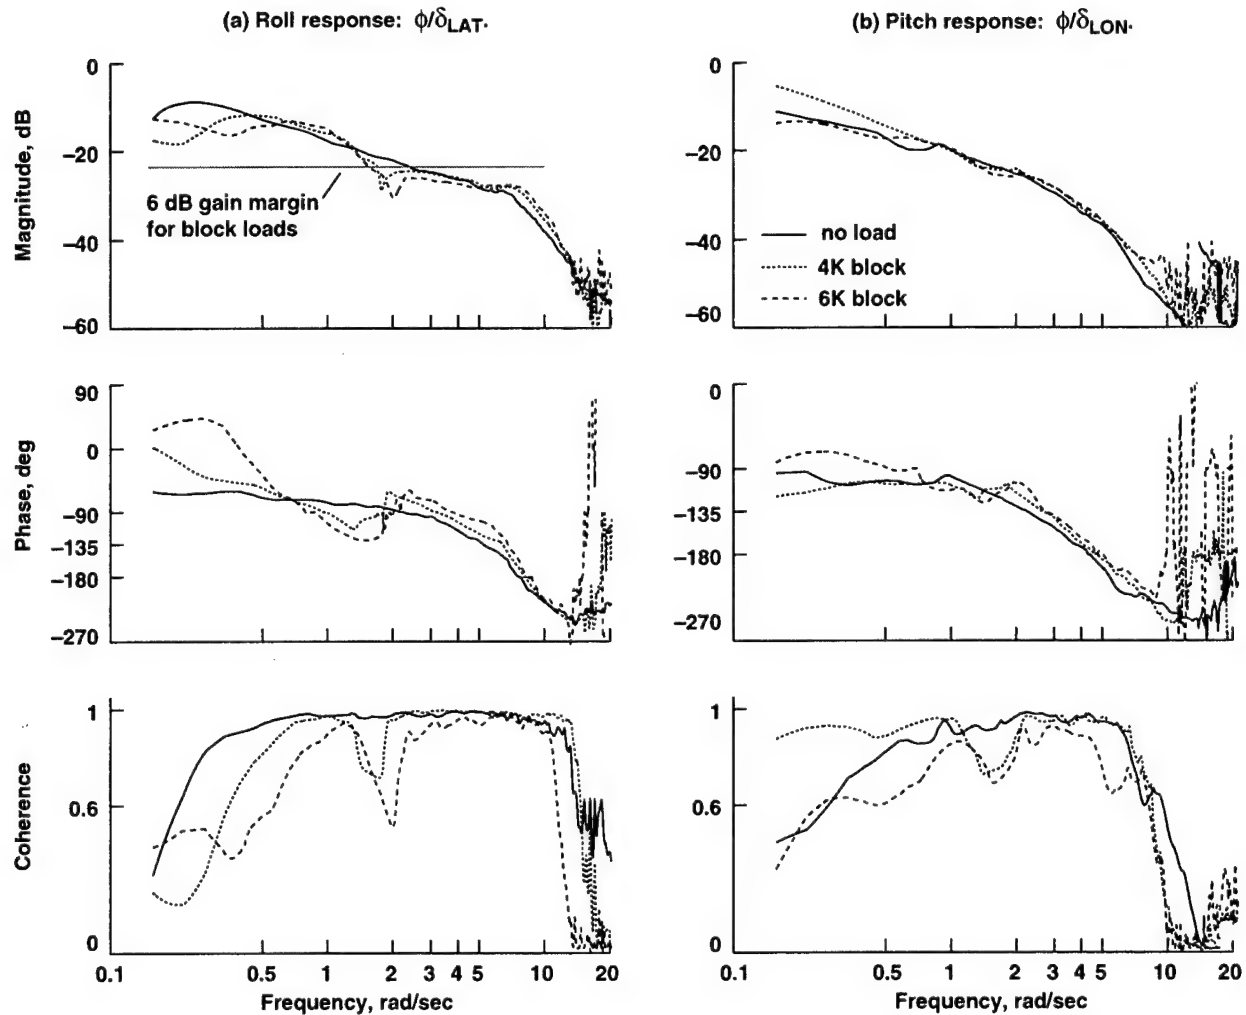 (a) Roll response: ϕ/δLAT.
(b) Pitch response: ϕ/δLON.
Magnitude, dB
0
−20
−40
−60
6 dB gain margin
for block loads
0
−20
−40
−60
no load
4K block
6K block
Phase, deg
90
0
−90
−135
−180
−270
0
−90
−135
−180
−270
Coherence
1
0.6
0
0.1 0.5 1 2 3 4 5 10 20
Frequency, rad/sec
1
0.6
0
0.1 0.5 1 2 3 4 5 10 20
Frequency, rad/sec